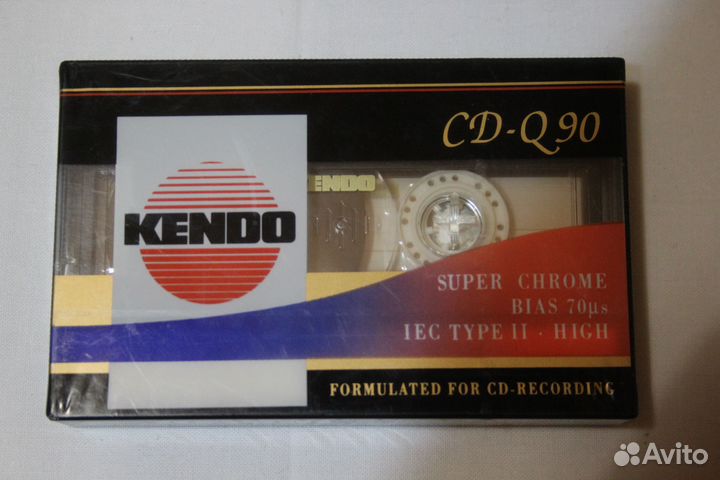 CD-Q 90
KENDO
KENDO
SUPER CHROME
BIAS 70µs
IEC TYPE II · HIGH
FORMULATED FOR CD-RECORDING
Avito